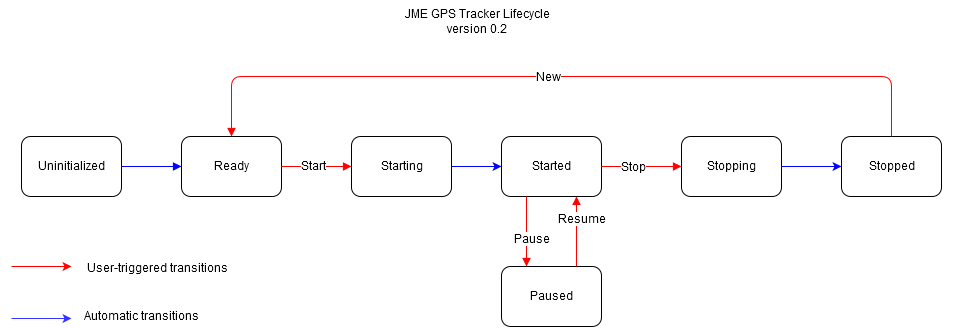 JME GPS Tracker Lifecycle
version 0.2
New
Uninitialized
Ready
Start
Starting
Started
Stop
Stopping
Stopped
Resume
Pause
User-triggered transitions
Paused
Automatic transitions